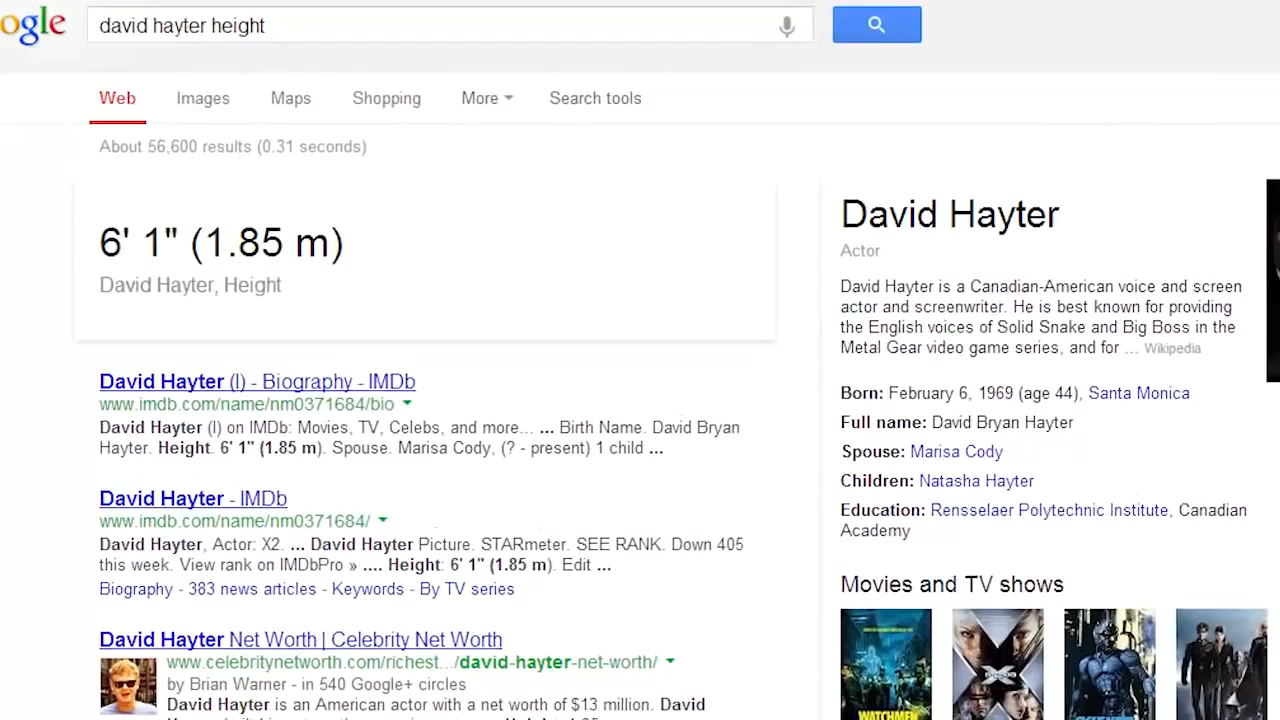 ogle
david hayter height
Web Images Maps Shopping More Search tools
About 56,600 results (0.31 seconds)
6' 1" (1.85 m)
David Hayter, Height
David Hayter (I) - Biography - IMDb
www.imdb.com/name/nm0371684/bio
David Hayter (I) on IMDb: Movies, TV, Celebs, and more... ... Birth Name. David Bryan
Hayter. Height. 6' 1" (1.85 m). Spouse. Marisa Cody, (? - present) 1 child ...
David Hayter - IMDb
www.imdb.com/name/nm0371684/
David Hayter, Actor: X2. ... David Hayter Picture. STARmeter. SEE RANK. Down 405
this week. View rank on IMDbPro » .... Height: 6' 1" (1.85 m). Edit ...
Biography - 383 news articles - Keywords - By TV series
David Hayter Net Worth | Celebrity Net Worth
www.celebritynetworth.com/richest.../david-hayter-net-worth/
by Brian Warner - in 540 Google+ circles
David Hayter is an American actor with a net worth of $13 million. David
David Hayter
Actor
David Hayter is a Canadian-American voice and screen
actor and screenwriter. He is best known for providing
the English voices of Solid Snake and Big Boss in the
Metal Gear video game series, and for ... Wikipedia
Born: February 6, 1969 (age 44), Santa Monica
Full name: David Bryan Hayter
Spouse: Marisa Cody
Children: Natasha Hayter
Education: Rensselaer Polytechnic Institute, Canadian
Academy
Movies and TV shows
WATCHMEN